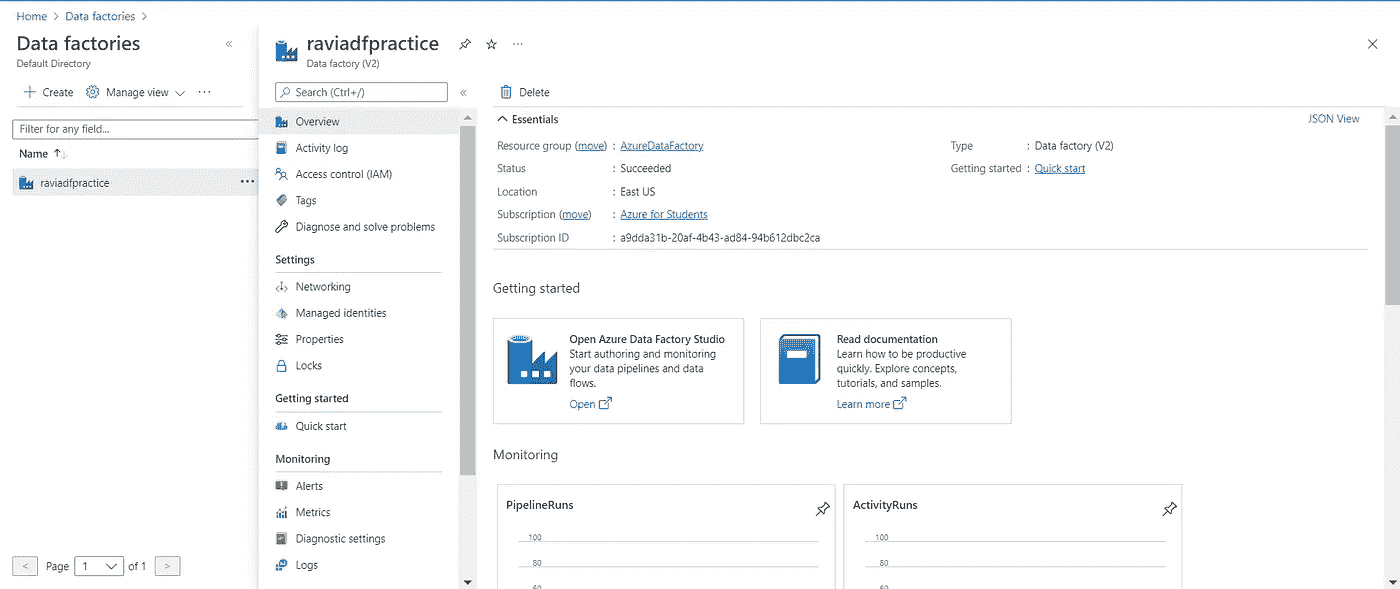 Home > Data factories >
Data factories
Default Directory
Create Manage view
Filter for any field...
Name
raviadfpractice
Page 1 of 1
raviadfpractice
Data factory (V2)
Search (Ctrl+/)
Overview
Activity log
Access control (IAM)
Tags
Diagnose and solve problems
Settings
Networking
Managed identities
Properties
Locks
Getting started
Quick start
Monitoring
Alerts
Metrics
Diagnostic settings
Logs
Delete
Essentials
JSON View
Resource group (move) : AzureDataFactory
Status : Succeeded
Location : East US
Subscription (move) : Azure for Students
Subscription ID : a9dda31b-20af-4b43-ad84-94b612dbc2ca
Type : Data factory (V2)
Getting started : Quick start
Getting started
Open Azure Data Factory Studio
Start authoring and monitoring
your data pipelines and data
flows.
Open
Read documentation
Learn how to be productive
quickly. Explore concepts,
tutorials, and samples.
Learn more
Monitoring
PipelineRuns
100
80
60
ActivityRuns
100
80
60